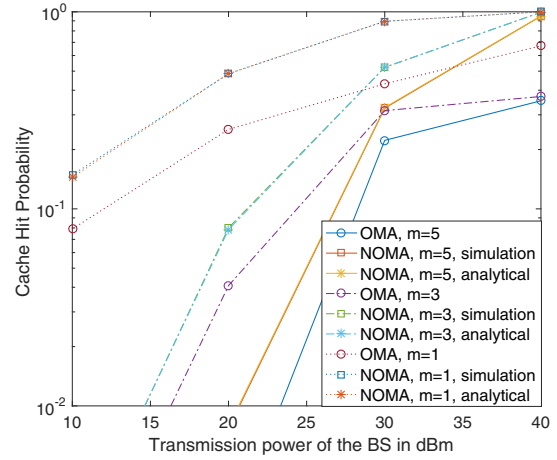 10^0
10^-1
10^-2
Cache Hit Probability
OMA, m=5
NOMA, m=5, simulation
NOMA, m=5, analytical
OMA, m=3
NOMA, m=3, simulation
NOMA, m=3, analytical
OMA, m=1
NOMA, m=1, simulation
NOMA, m=1, analytical
10 15 20 25 30 35 40
Transmission power of the BS in dBm